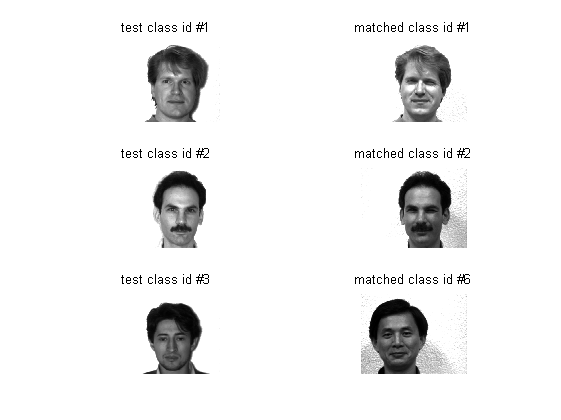 test class id #1
matched class id #1
test class id #2
matched class id #2
test class id #3
matched class id #6